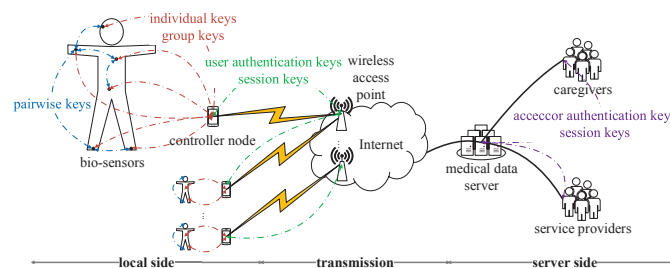 individual keys
group keys
user authentication keys
session keys
wireless
access
point
caregivers
pairwise keys
acceccor authentication key
session keys
controller node
bio-sensors
Internet
medical data
server
service providers
local side
transmission
server side